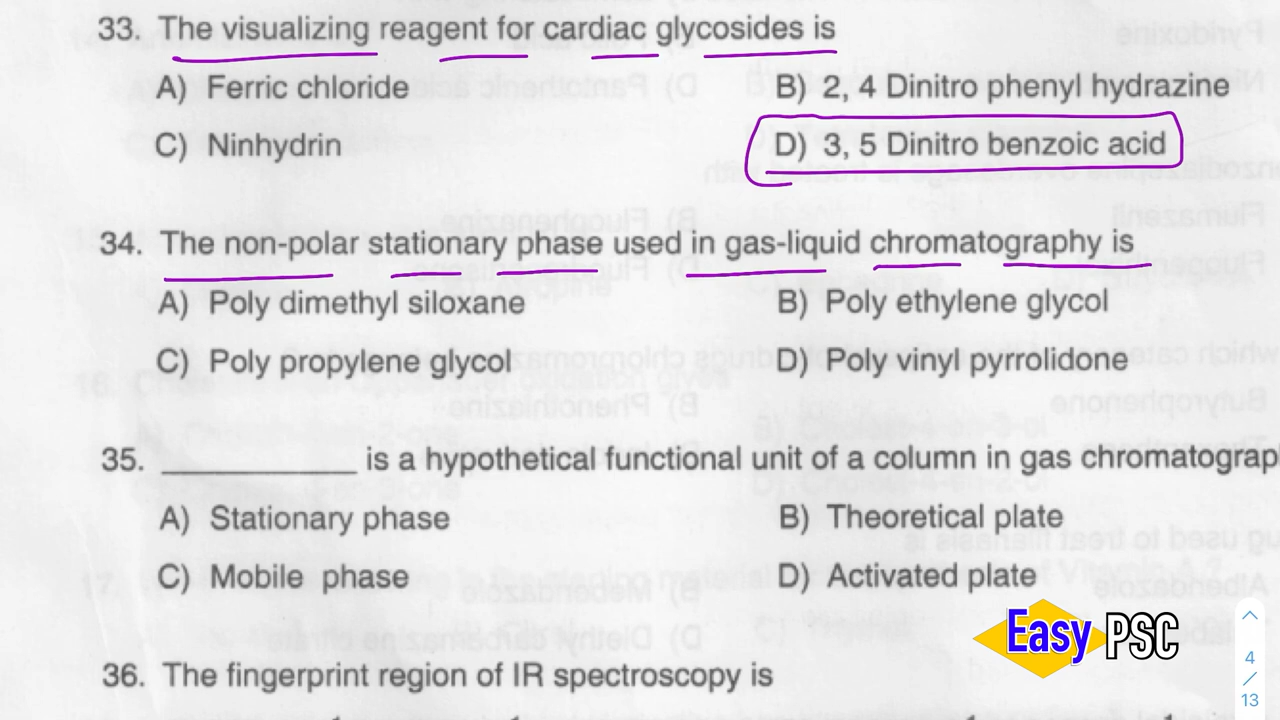 33. The visualizing reagent for cardiac glycosides is
A) Ferric chloride B) 2, 4 Dinitro phenyl hydrazine
C) Ninhydrin D) 3, 5 Dinitro benzoic acid
34. The non-polar stationary phase used in gas-liquid chromatography is
A) Poly dimethyl siloxane B) Poly ethylene glycol
C) Poly propylene glycol D) Poly vinyl pyrrolidone
35. ____________ is a hypothetical functional unit of a column in gas chromatograp
A) Stationary phase B) Theoretical plate
C) Mobile phase D) Activated plate
36. The fingerprint region of IR spectroscopy is
Easy PSC
4
/
13